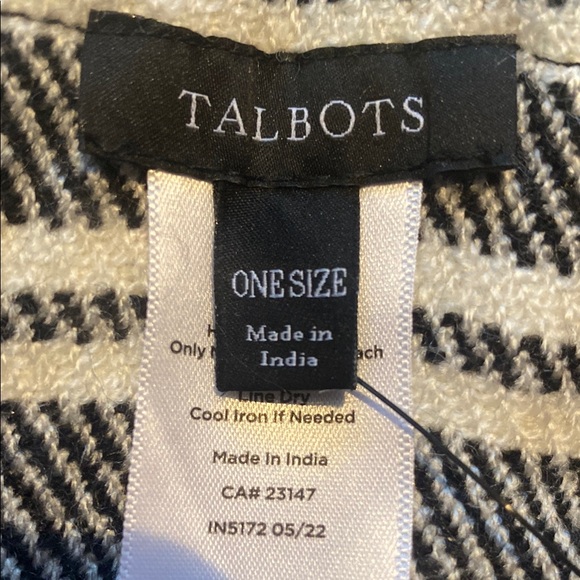 TALBOTS
ONE SIZE
Made in
India
Only
Line Dry
Cool Iron If Needed
Made In India
CA# 23147
IN5172 05/22